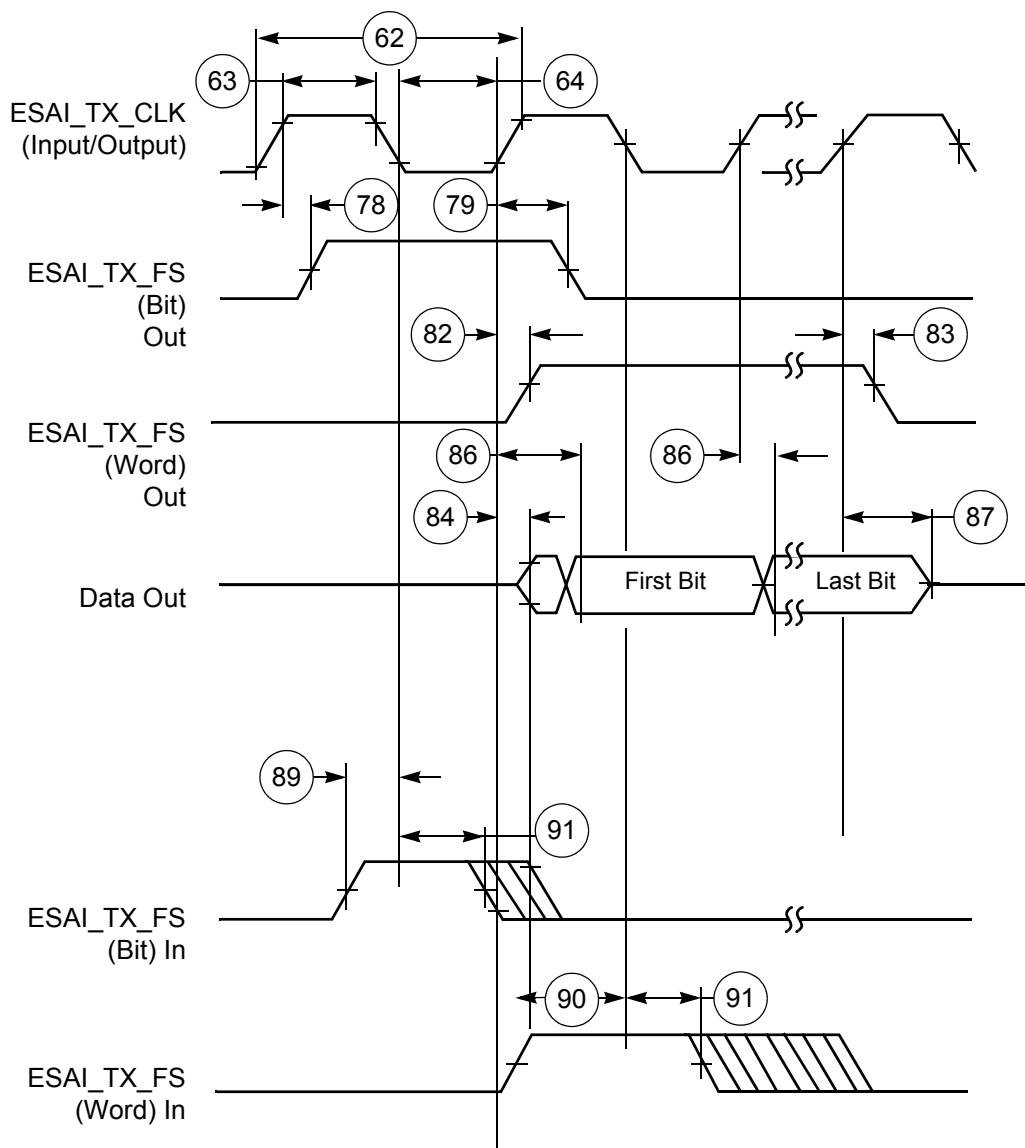 62
63
64
ESAI_TX_CLK
(Input/Output)
78
79
ESAI_TX_FS
(Bit)
Out
82
83
ESAI_TX_FS
(Word)
Out
86
86
84
87
Data Out
First Bit
Last Bit
89
91
ESAI_TX_FS
(Bit) In
90
91
ESAI_TX_FS
(Word) In